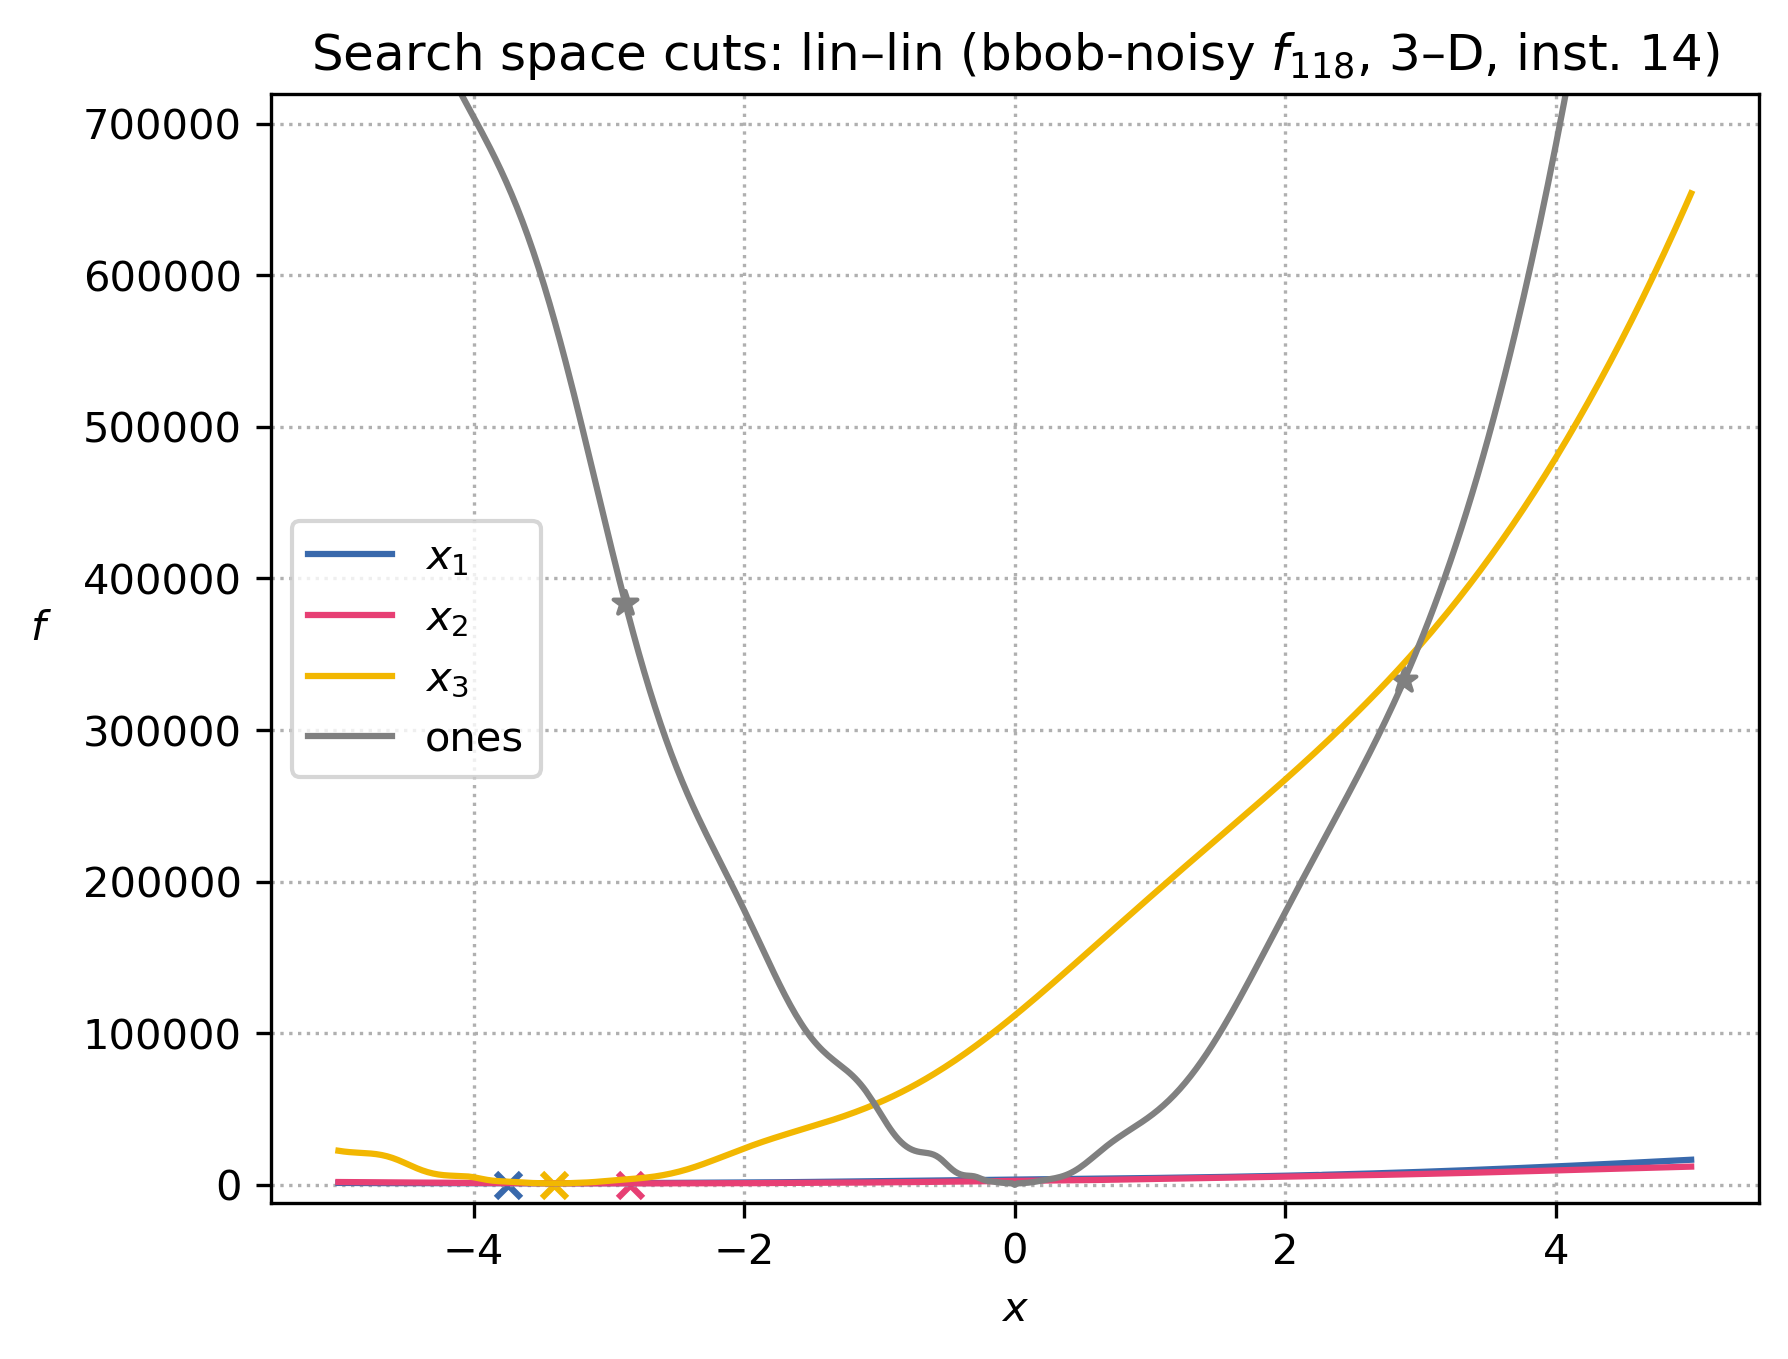 Search space cuts: lin–lin (bbob-noisy f₁₁₈, 3–D, inst. 14)
700000
600000
500000
400000
300000
200000
100000
0
f
x₁
x₂
x₃
ones
−4 −2 0 2 4
x